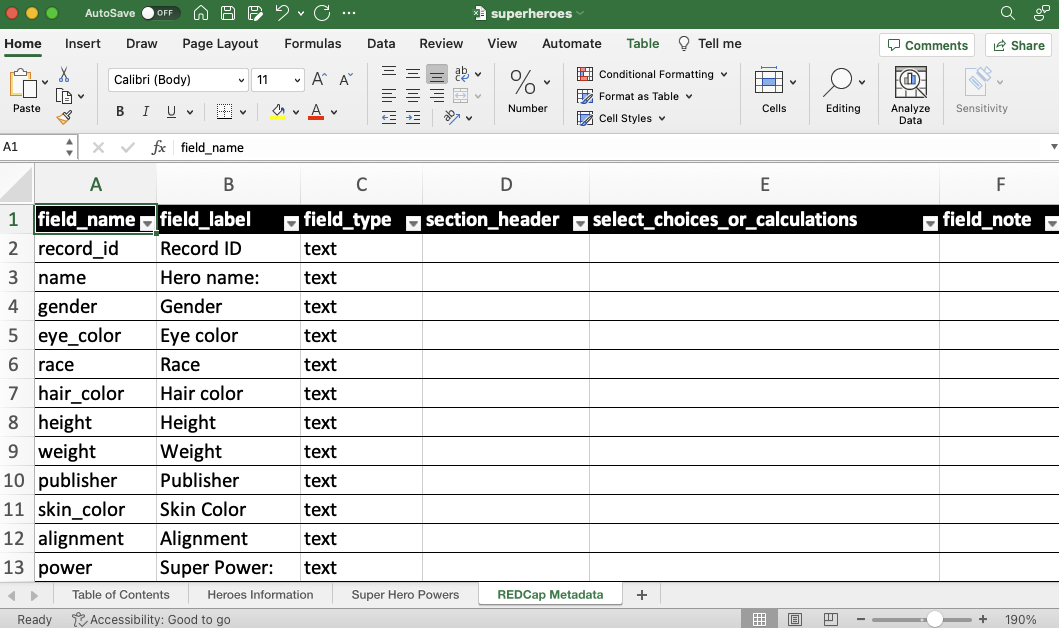 AutoSave OFF superheroes
Home Insert Draw Page Layout Formulas Data Review View Automate Table Tell me Comments Share
Paste Calibri (Body) 11 A A ab Number Conditional Formatting Format as Table Cell Styles Cells Editing Analyze Data Sensitivity
B I U A
A1 fx field_name
A B C D E F
1 field_name field_label field_type section_header select_choices_or_calculations field_note
2 record_id Record ID text
3 name Hero name: text
4 gender Gender text
5 eye_color Eye color text
6 race Race text
7 hair_color Hair color text
8 height Height text
9 weight Weight text
10 publisher Publisher text
11 skin_color Skin Color text
12 alignment Alignment text
13 power Super Power: text
Table of Contents Heroes Information Super Hero Powers REDCap Metadata +
Ready Accessibility: Good to go − + 190%